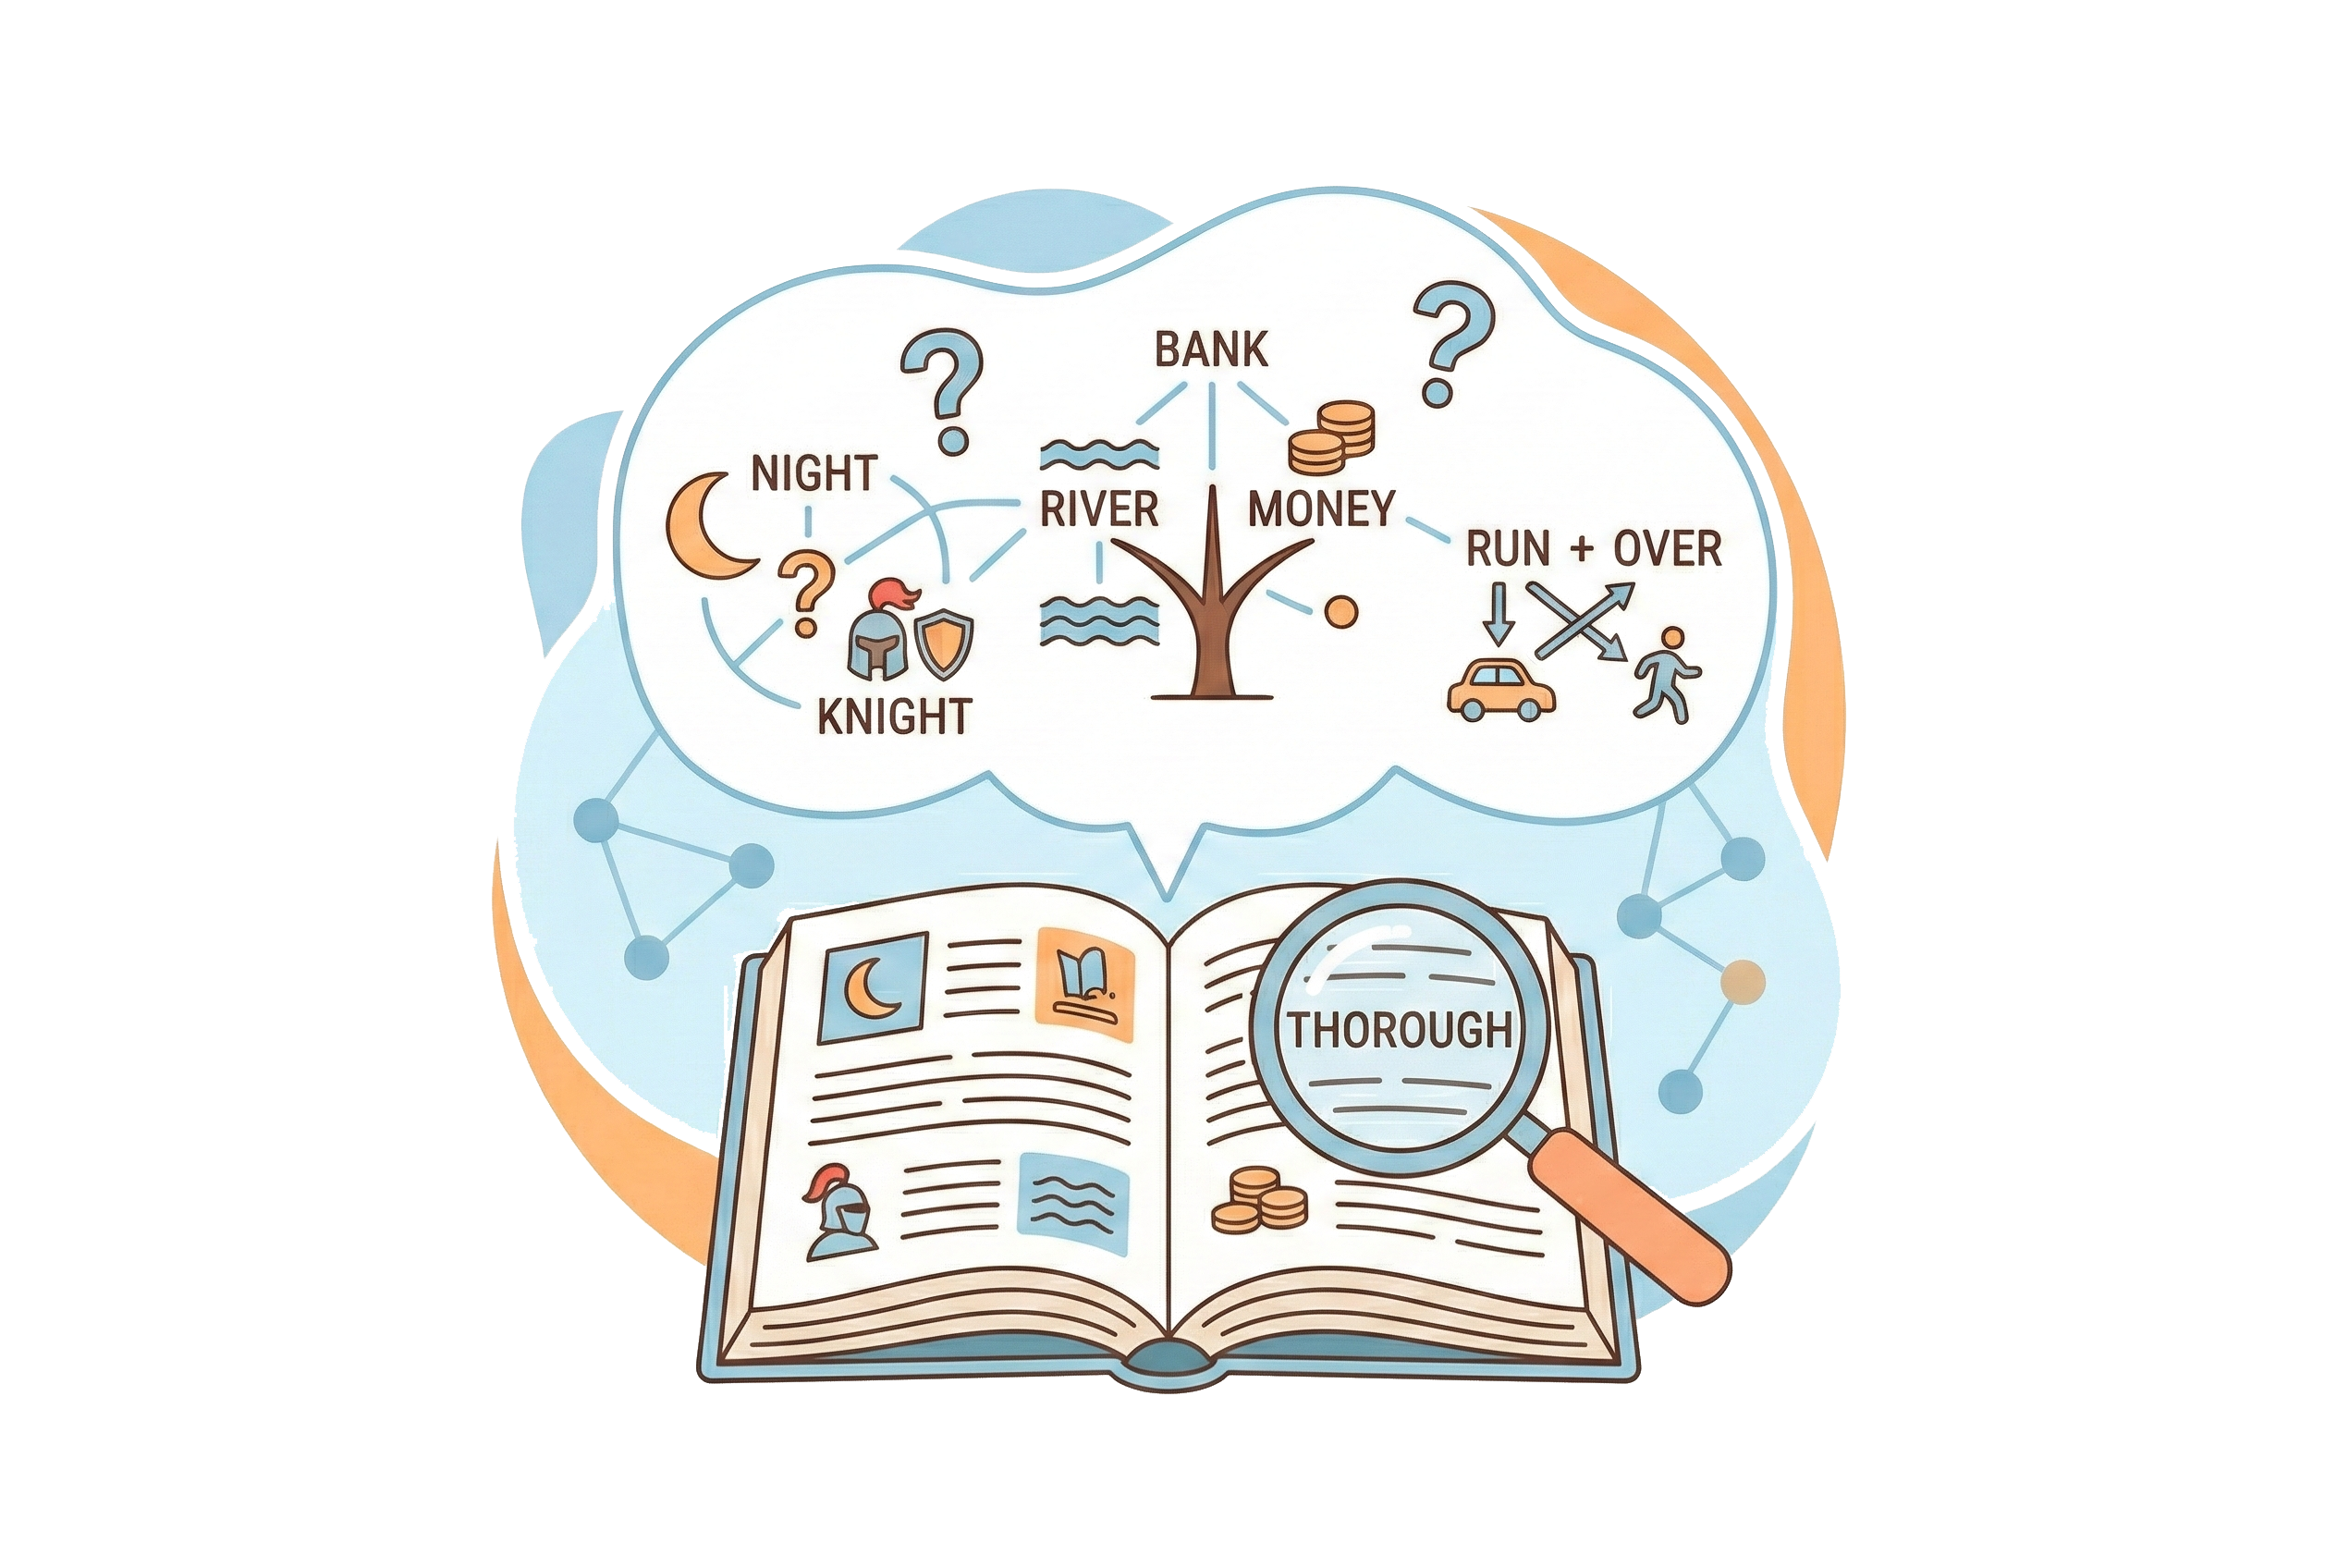 BANK
NIGHT
RIVER
MONEY
RUN + OVER
KNIGHT
THOROUGH